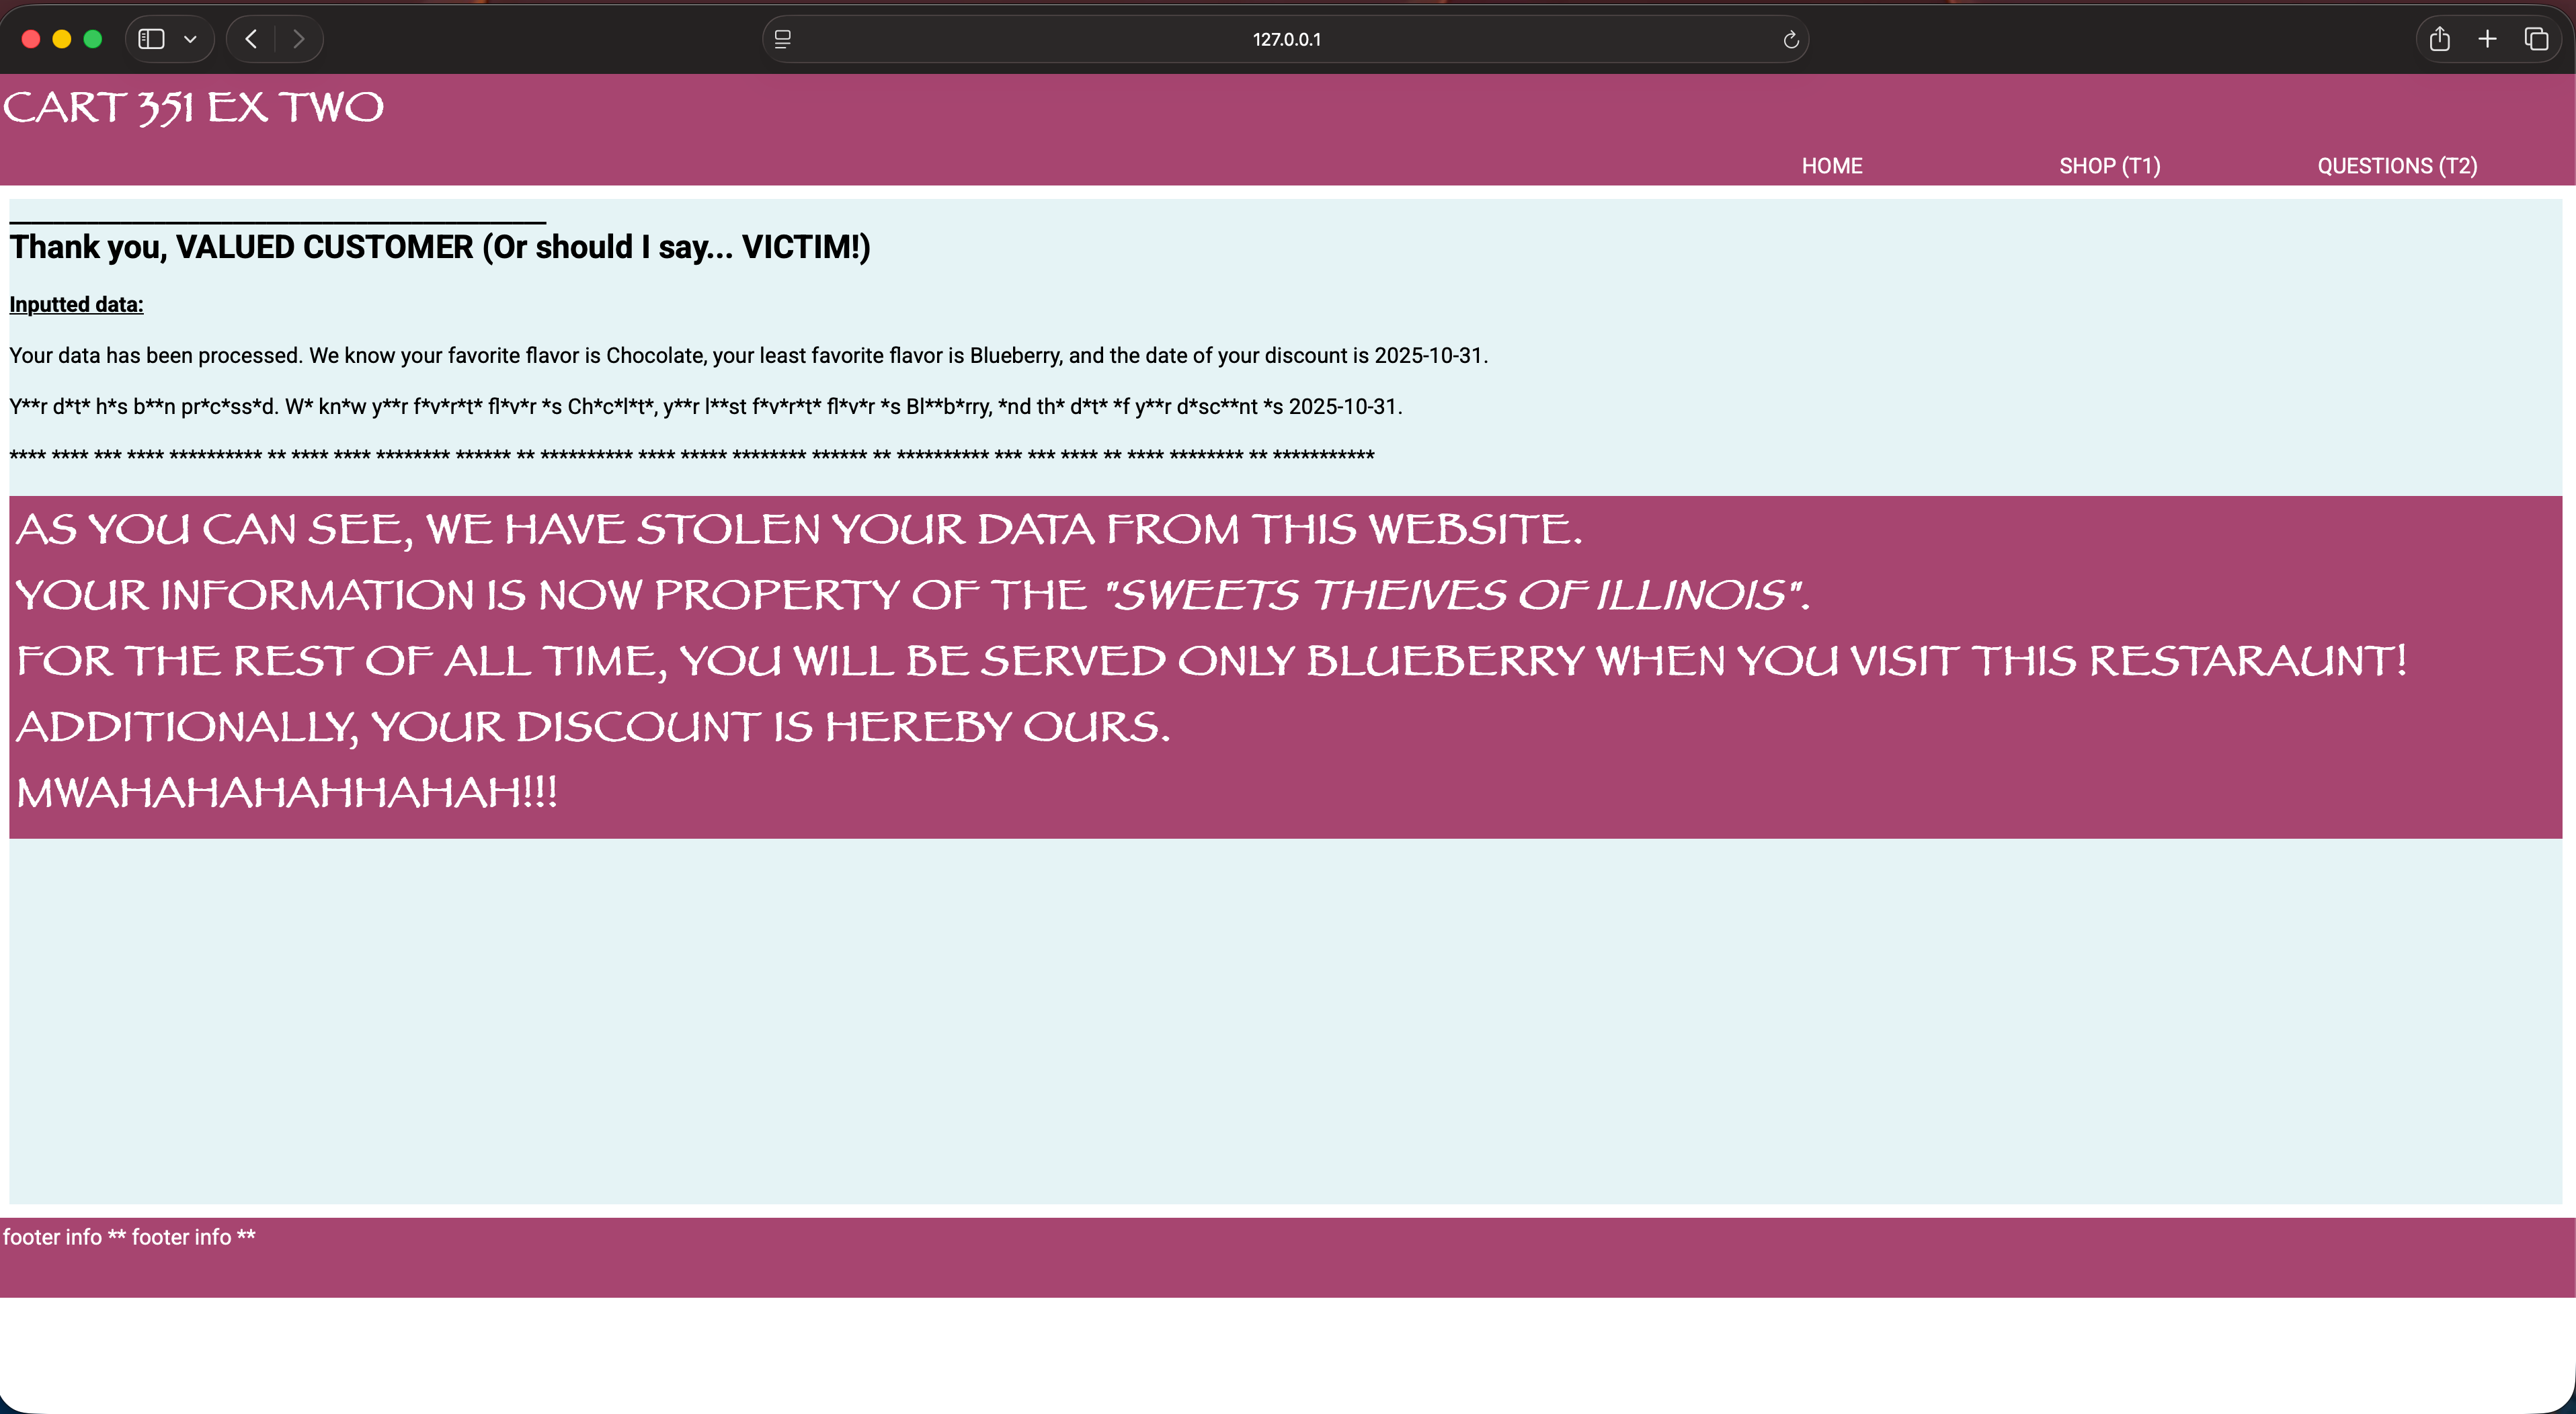 127.0.0.1
CART 351 EX TWO
HOME SHOP (T1) QUESTIONS (T2)
Thank you, VALUED CUSTOMER (Or should I say... VICTIM!)
Inputted data:
Your data has been processed. We know your favorite flavor is Chocolate, your least favorite flavor is Blueberry, and the date of your discount is 2025-10-31.
Y**r d*t* h*s b**n pr*c*ss*d. W* kn*w y**r f*v*r*t* fl*v*r *s Ch*c*l*t*, y**r l**st f*v*r*t* fl*v*r *s Bl**b*rry, *nd th* d*t* *f y**r d*sc**nt *s 2025-10-31.
**** **** *** **** ********** ** **** **** ******** ****** ** ********** **** ***** ******** ****** ** ********** *** *** **** ** **** ******** ** ***********
AS YOU CAN SEE, WE HAVE STOLEN YOUR DATA FROM THIS WEBSITE.
YOUR INFORMATION IS NOW PROPERTY OF THE "SWEETS THEIVES OF ILLINOIS".
FOR THE REST OF ALL TIME, YOU WILL BE SERVED ONLY BLUEBERRY WHEN YOU VISIT THIS RESTARAUNT!
ADDITIONALLY, YOUR DISCOUNT IS HEREBY OURS.
MWAHAHAHAHHAHAH!!!
footer info ** footer info **